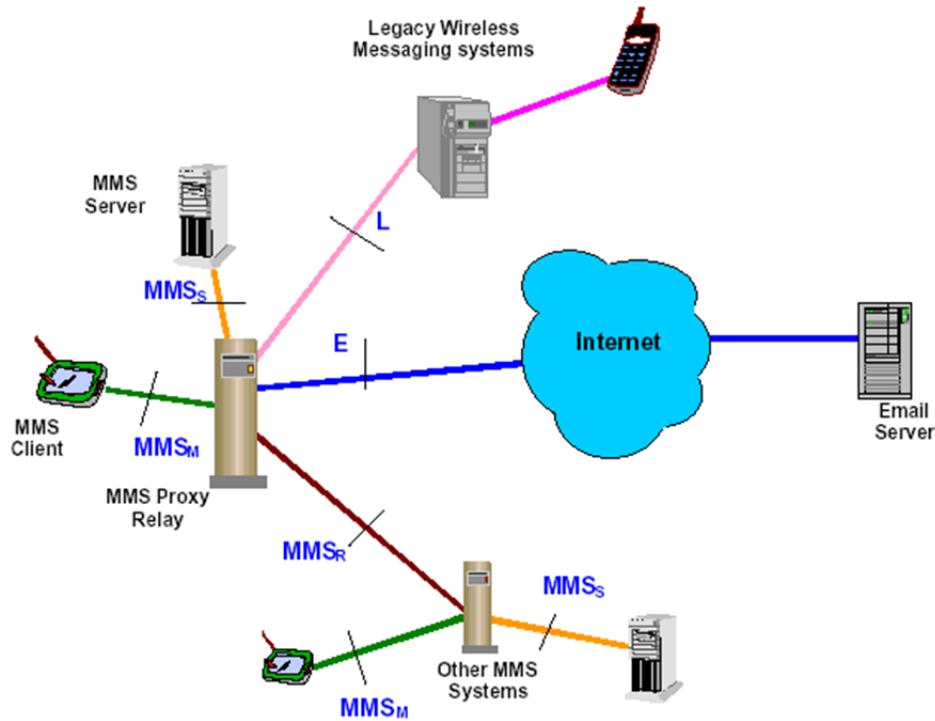 Legacy Wireless
Messaging systems
MMS
Server
L
MMSS
E
Internet
MMS
Client
MMSM
Email
Server
MMS Proxy
Relay
MMSR
MMSS
Other MMS
Systems
MMSM